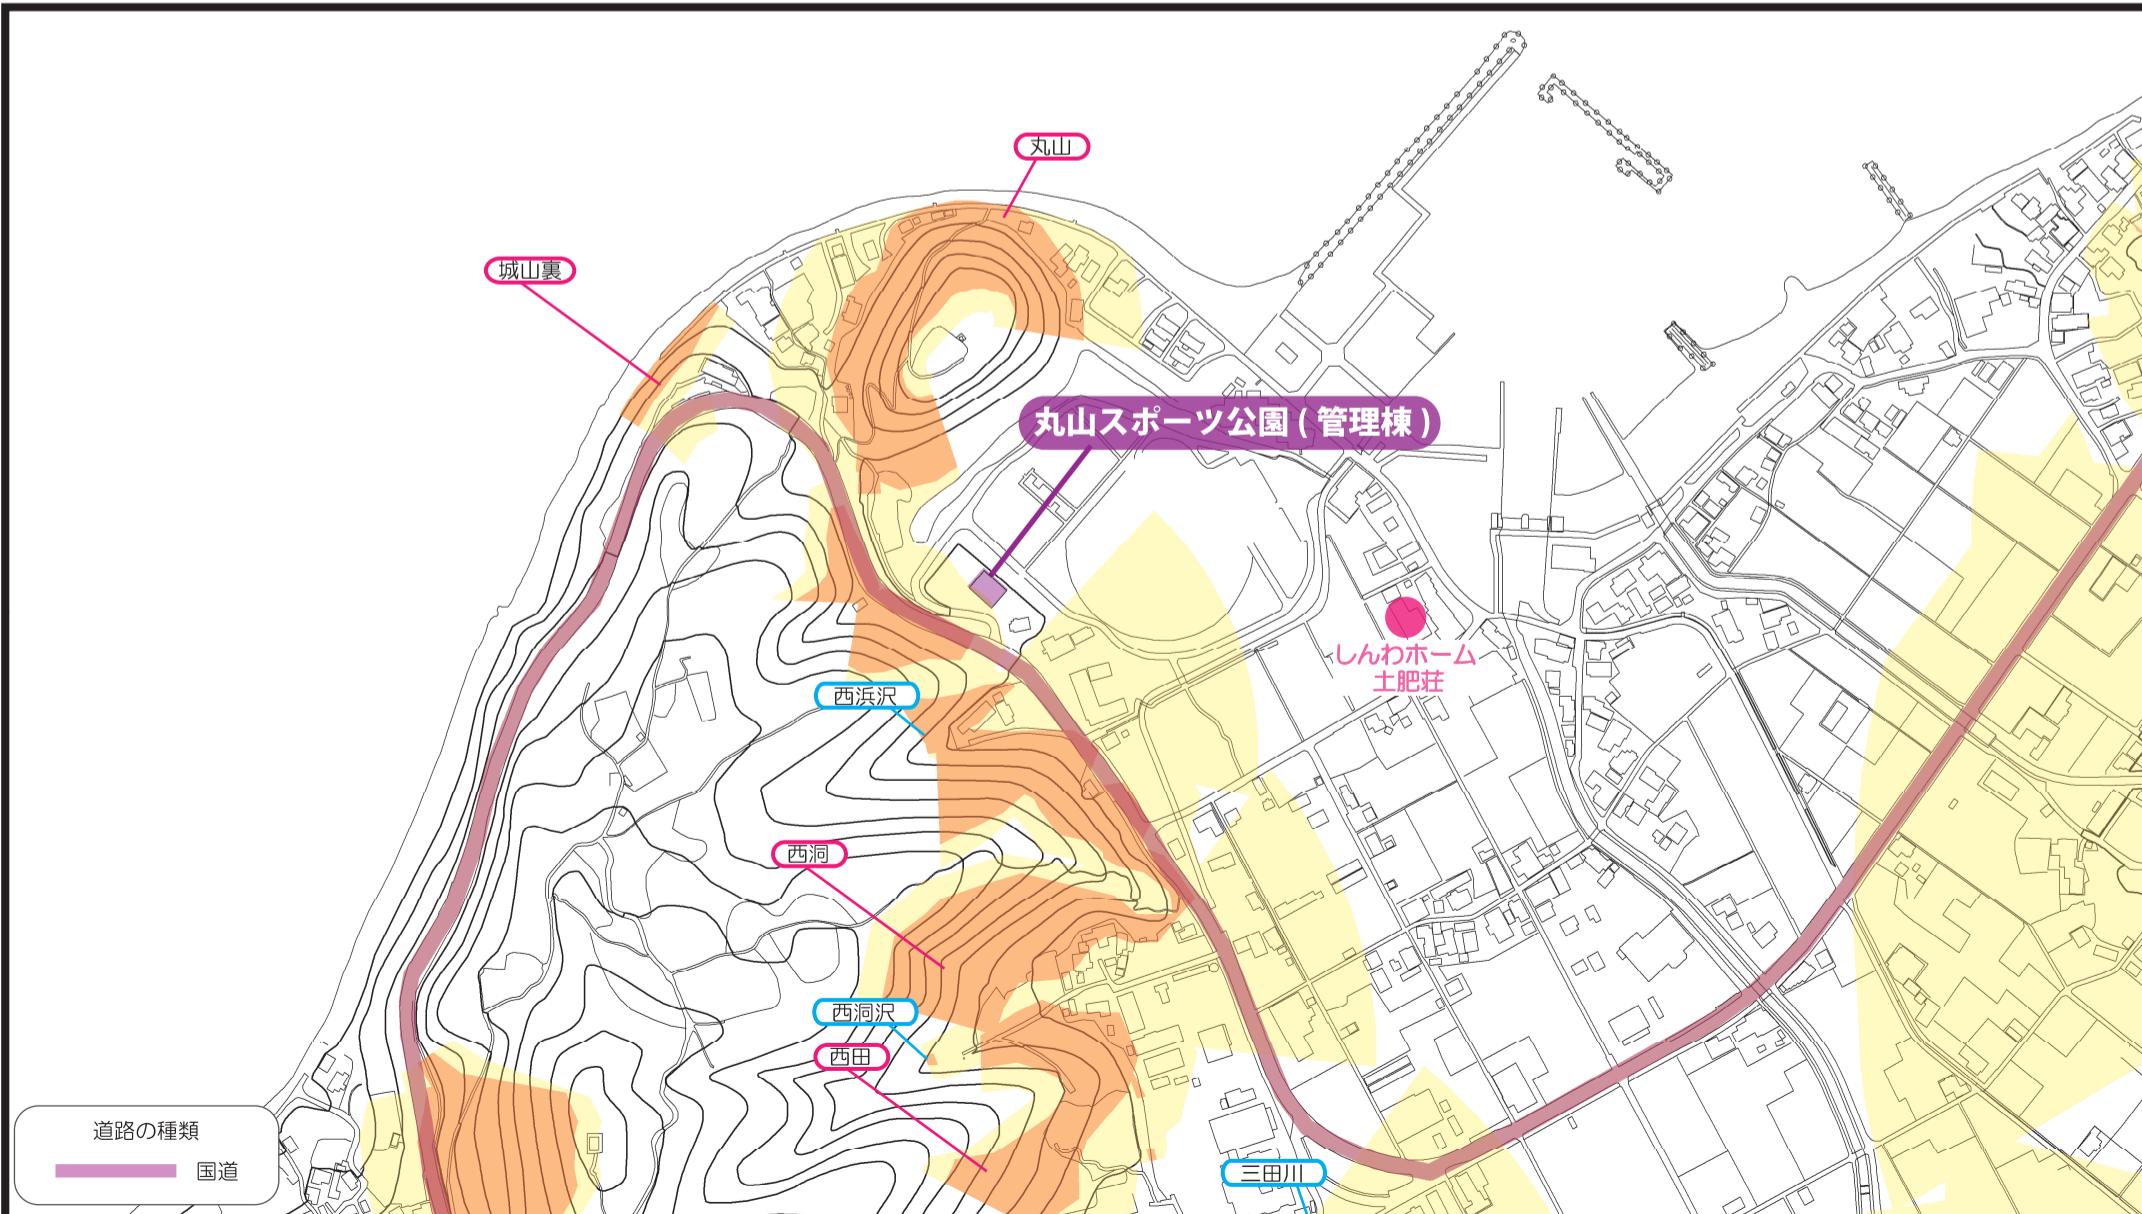 丸山
城山裏
丸山スポーツ公園 ( 管理棟 )
しんわホーム
土肥荘
西浜沢
西洞
西洞沢
西田
三田川
道路の種類
国道